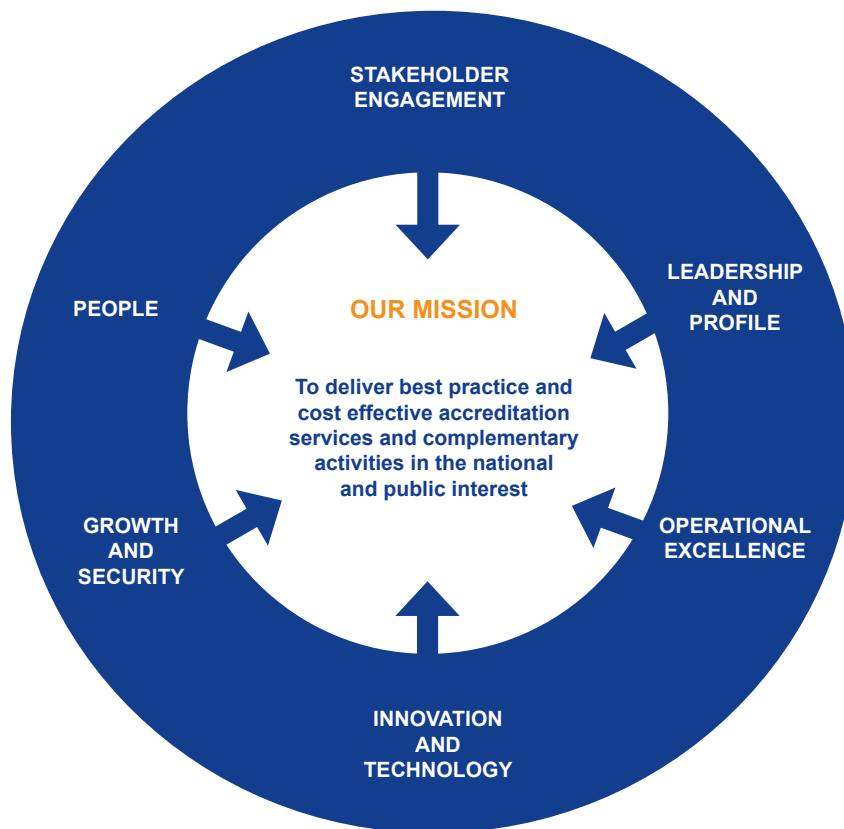 STAKEHOLDER
ENGAGEMENT
LEADERSHIP
AND
PROFILE
PEOPLE
OUR MISSION
To deliver best practice and
cost effective accreditation
services and complementary
activities in the national
and public interest
GROWTH
AND
SECURITY
OPERATIONAL
EXCELLENCE
INNOVATION
AND
TECHNOLOGY